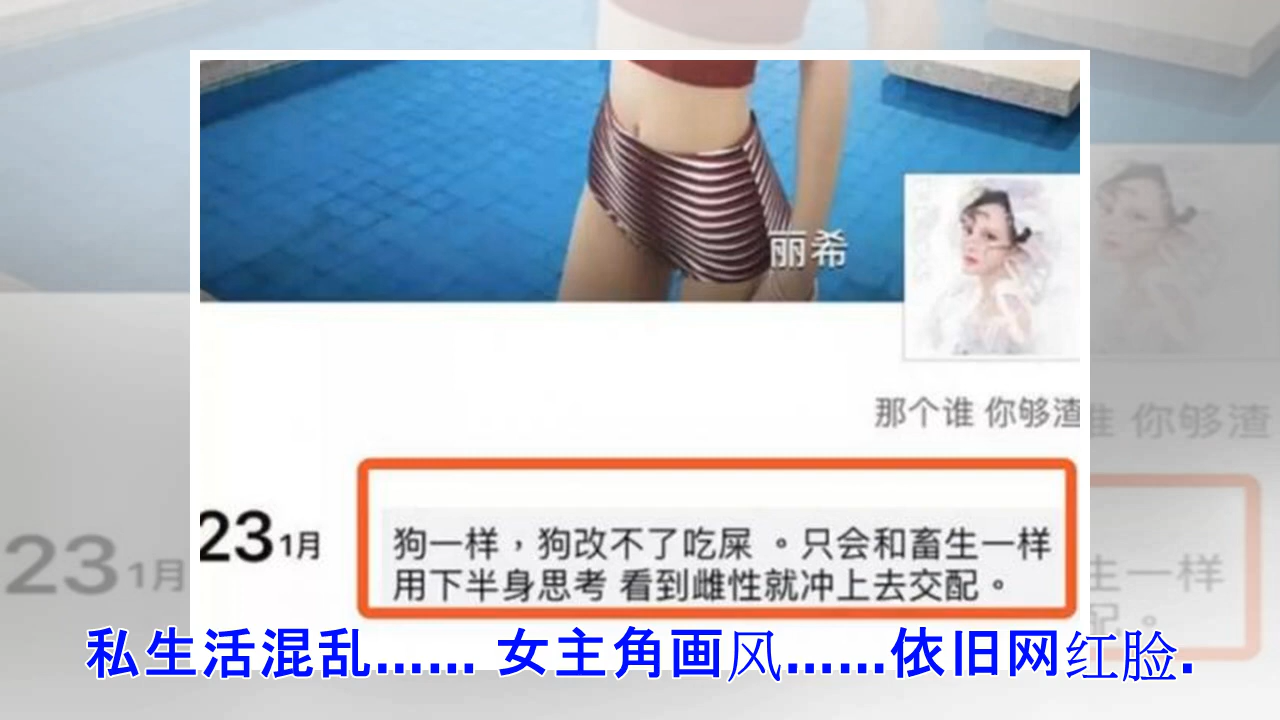 丽希
那个谁 你够渣
23 1月
狗一样，狗改不了吃屎 。只会和畜生一样
用下半身思考 看到雌性就冲上去交配。
私生活混乱...... 女主角画风......依旧网红脸.